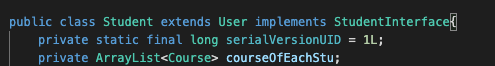 public class Student extends User implements StudentInterface{
private static final long serialVersionUID = 1L;
private ArrayList<Course> courseOfEachStu;